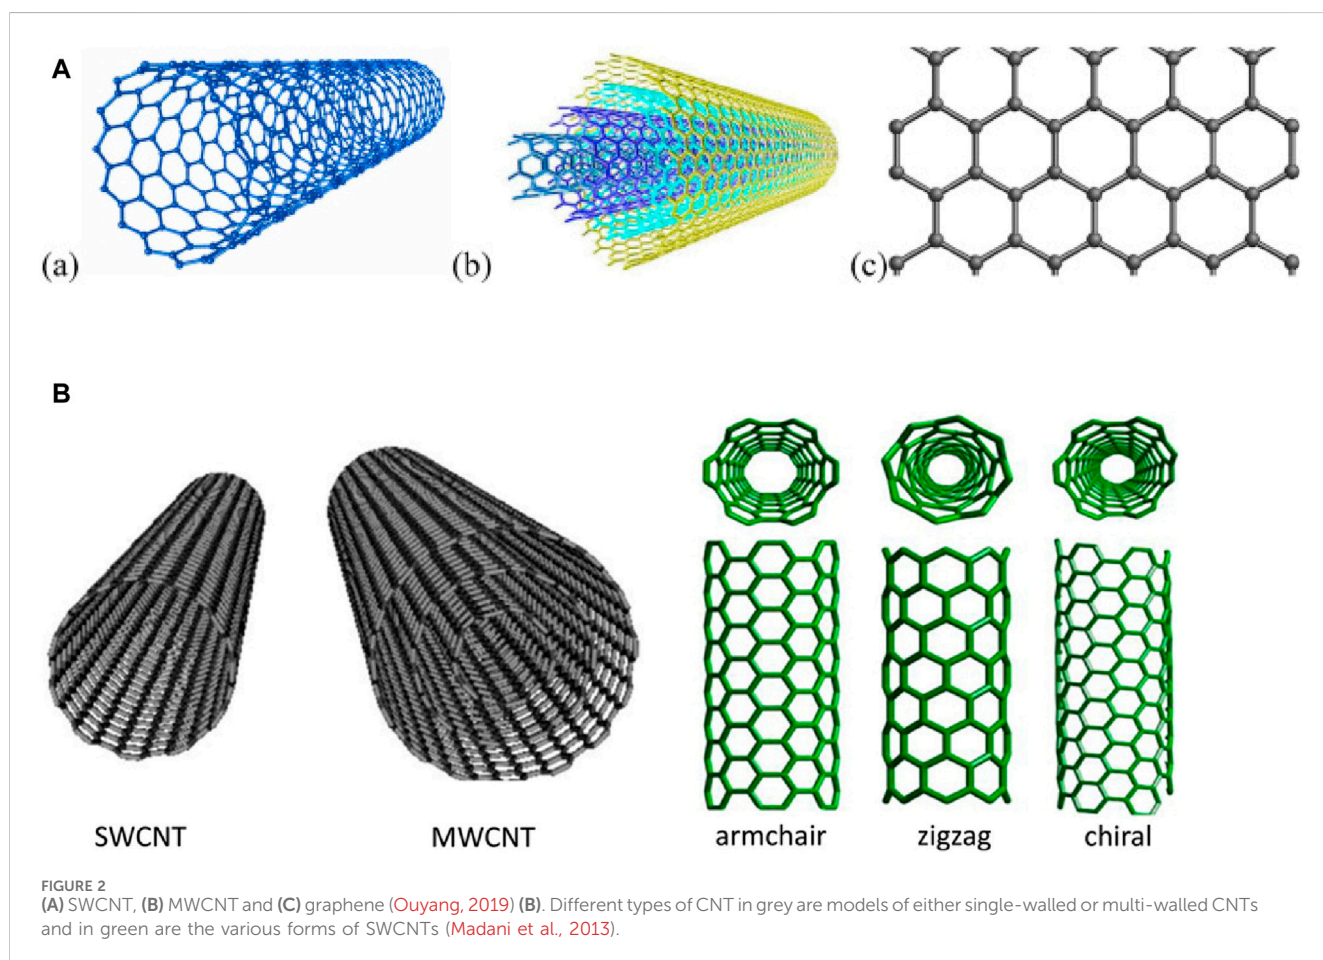 A
(a)
(b)
(c)
B
SWCNT
MWCNT
armchair
zigzag
chiral
FIGURE 2
(A) SWCNT, (B) MWCNT and (C) graphene (Ouyang, 2019) (B). Different types of CNT in grey are models of either single-walled or multi-walled CNTs
and in green are the various forms of SWCNTs (Madani et al., 2013).